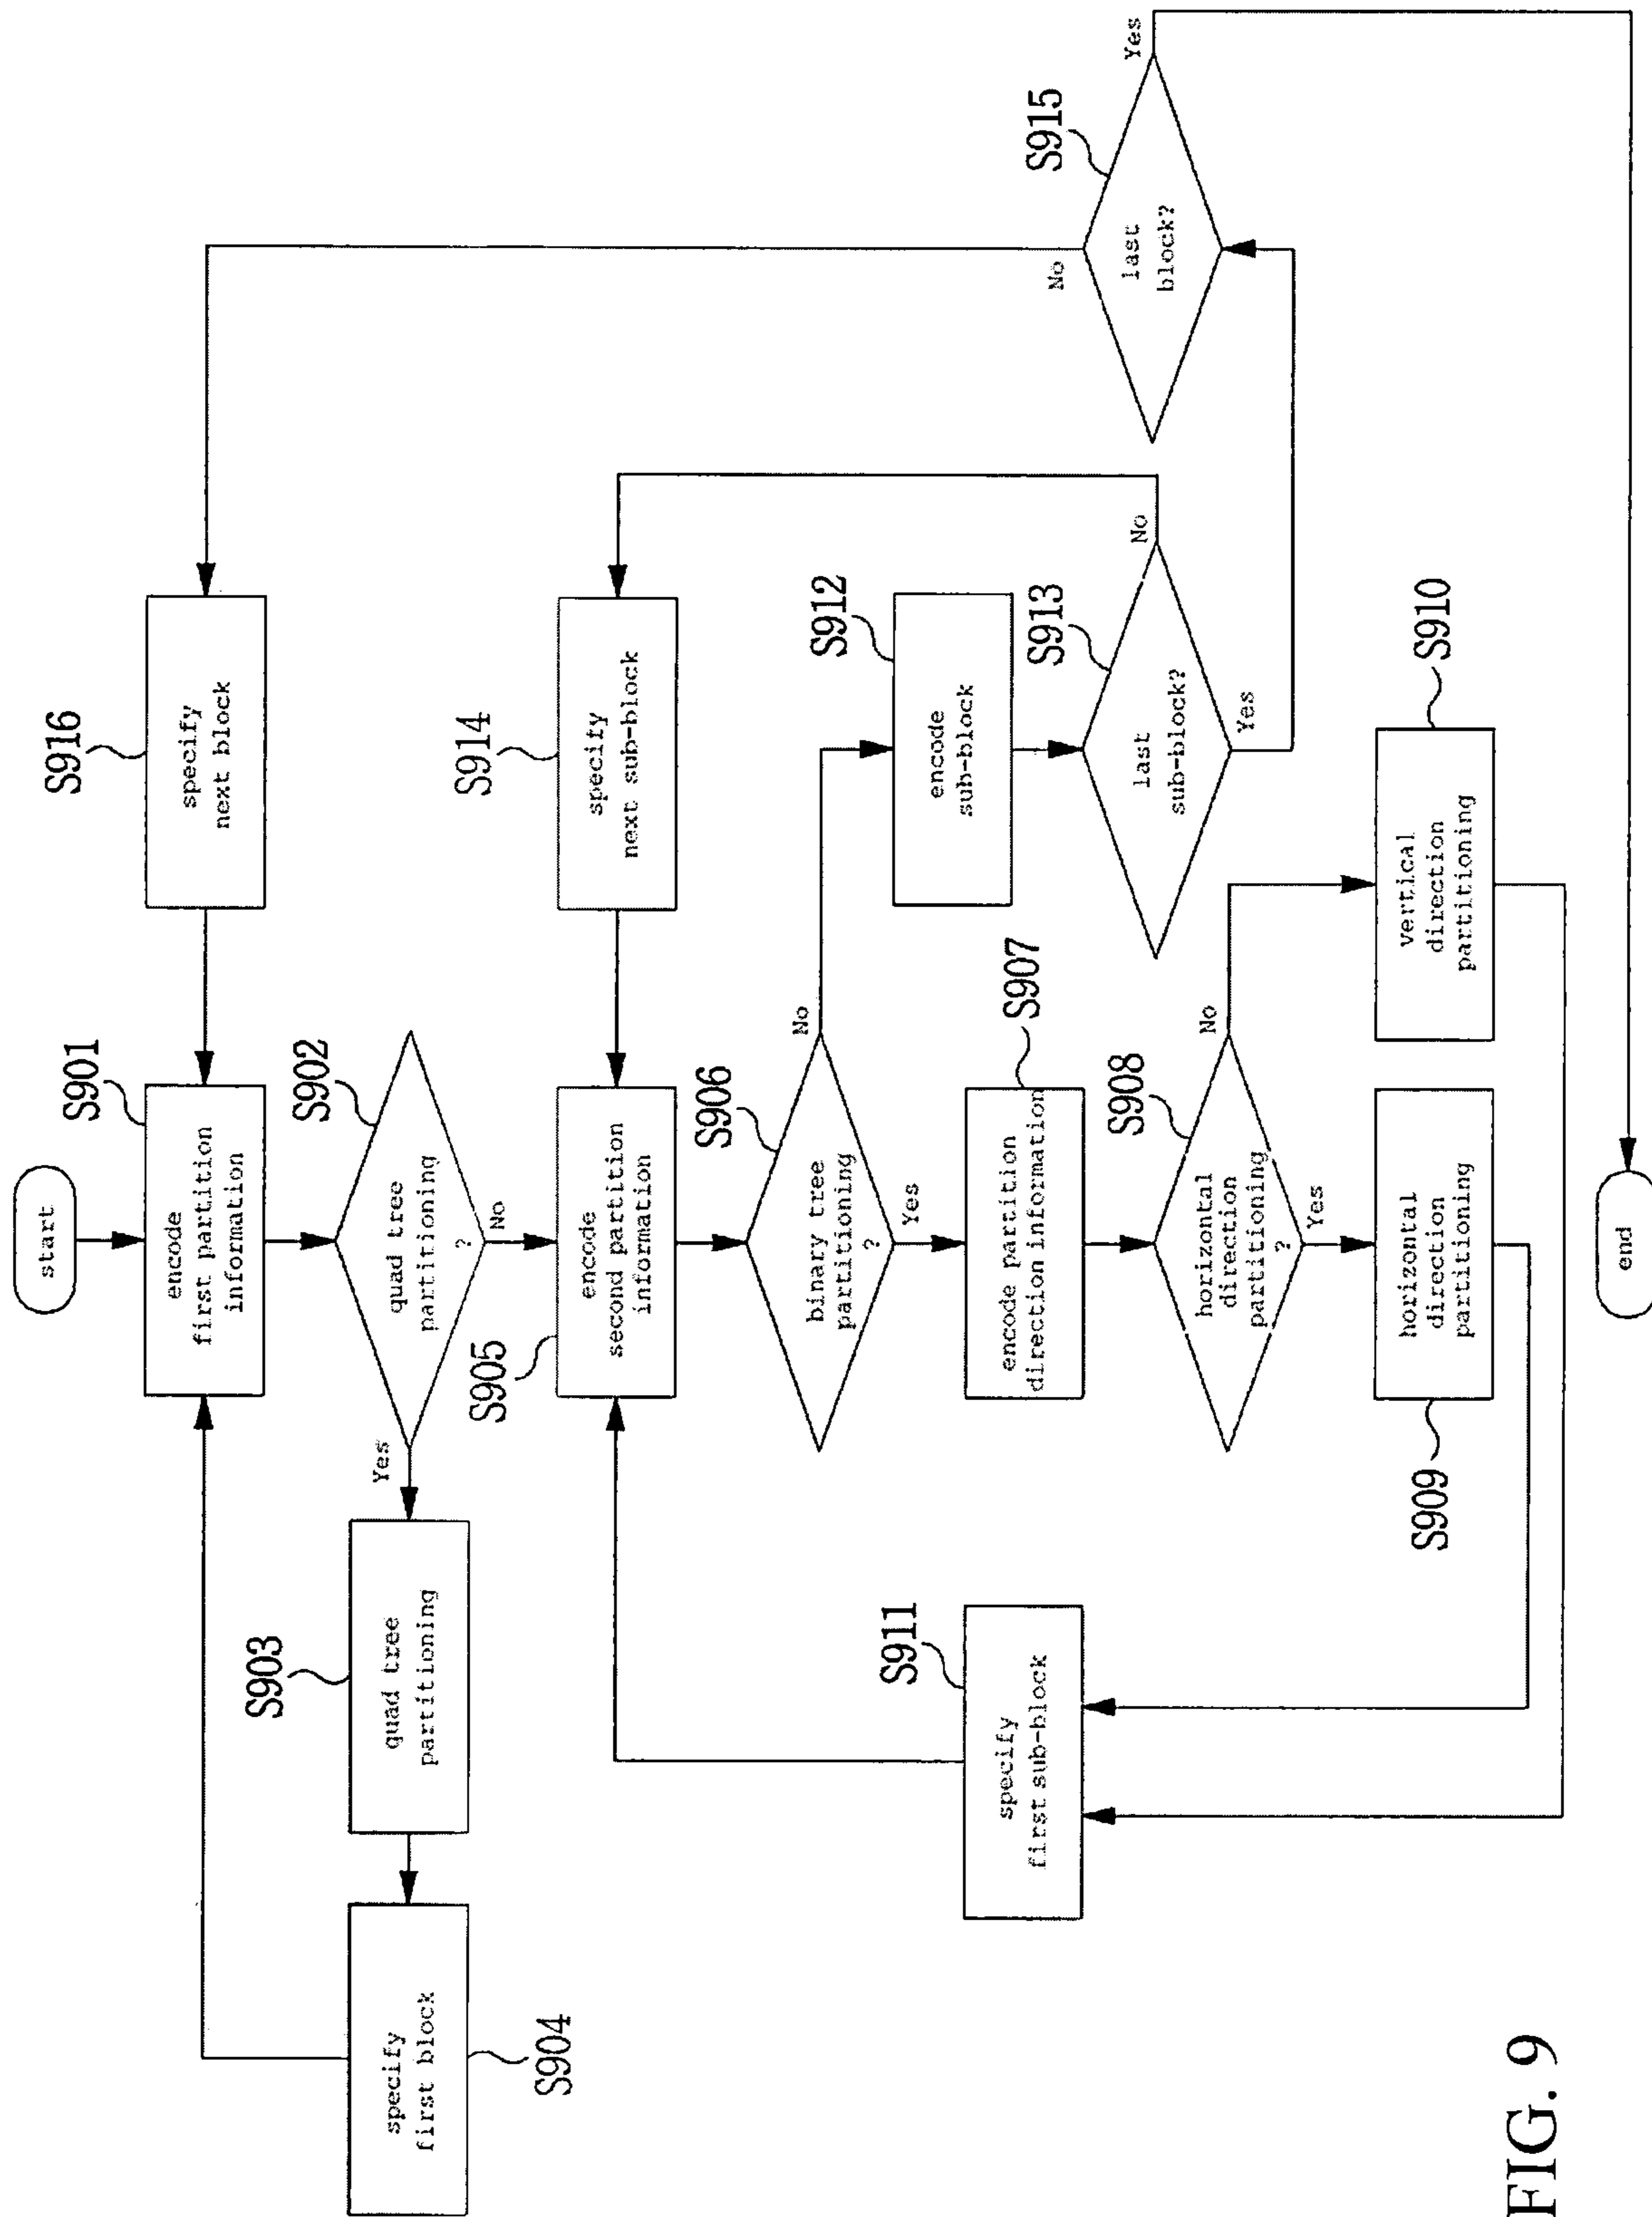 start
S901
encode
first partition
information
S916
specify
next block
S902
quad tree
partitioning
?
Yes
No
S903
quad tree
partitioning
S904
specify
first block
S905
encode
second partition
information
S914
specify
next sub-block
S906
binary tree
partitioning
?
No
Yes
S912
encode
sub-block
S907
encode partition
direction information
S911
specify
first sub-block
S913
last
sub-block?
No
Yes
S915
last
block?
No
Yes
S908
horizontal
direction
partitioning
?
No
Yes
S909
horizontal
direction
partitioning
S910
vertical
direction
partitioning
end
FIG. 9